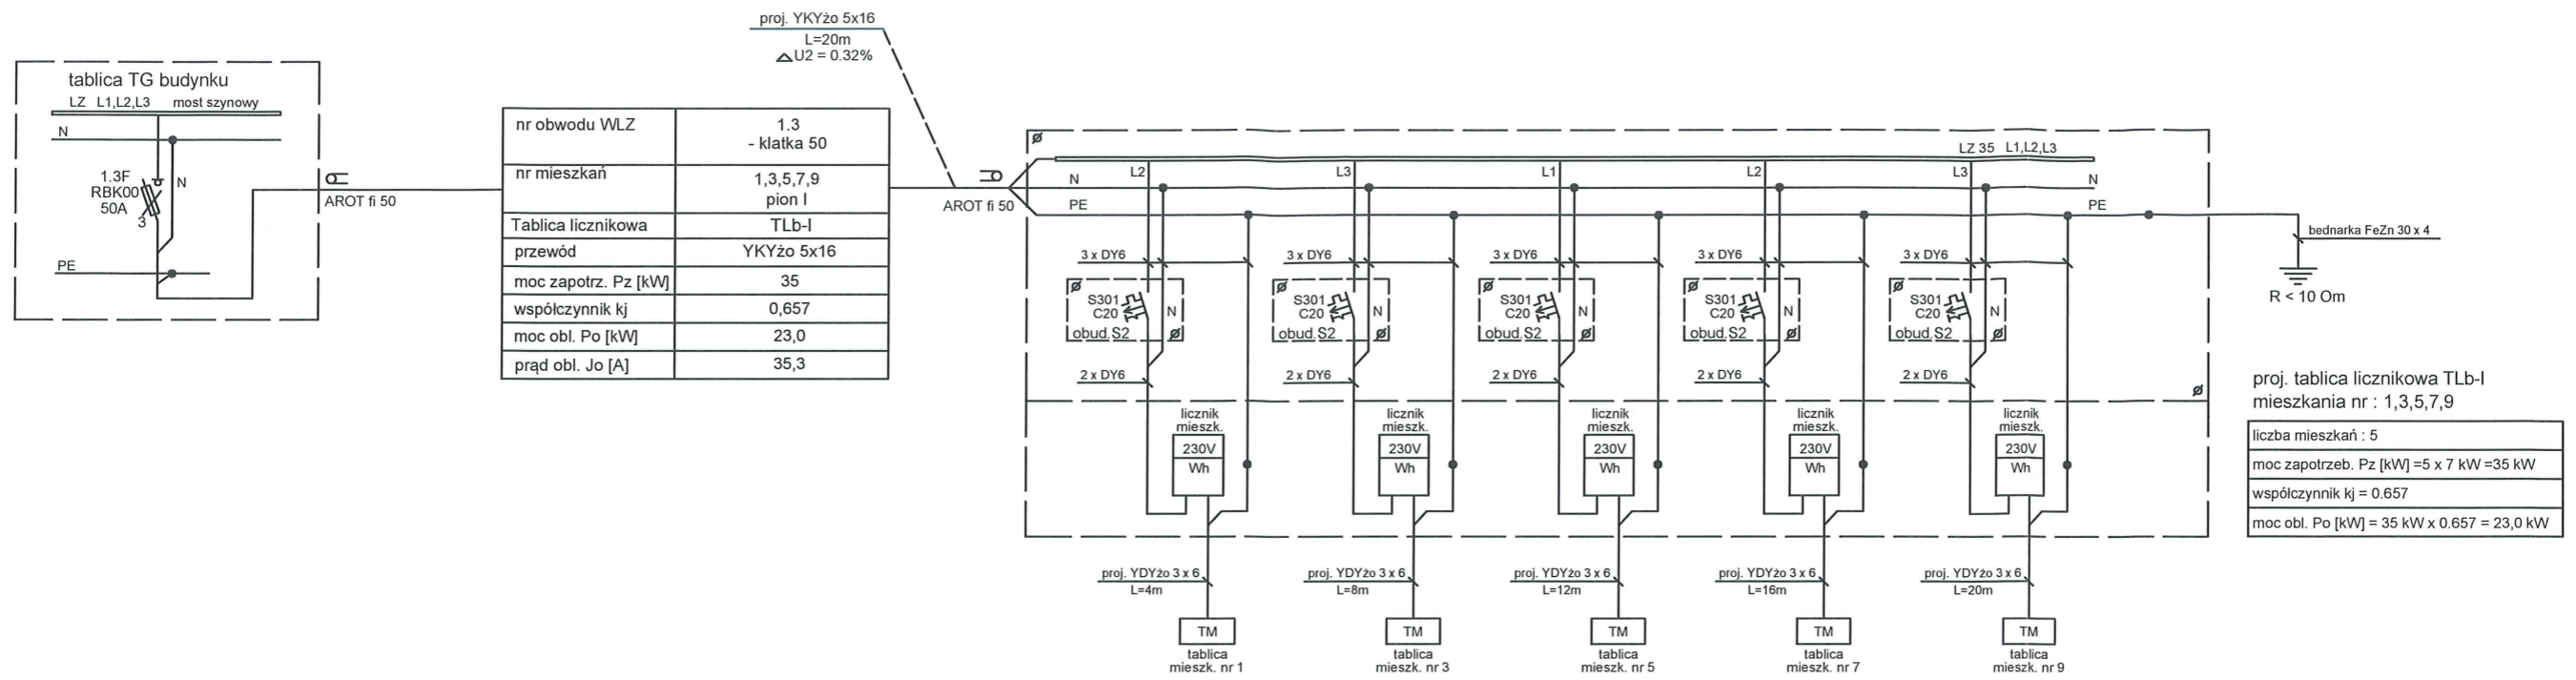 proj. YKYżo 5x16
L=20m
△U2 = 0.32%
tablica TG budynku
LZ L1,L2,L3 most szynowy
N
1.3F
RBK00
50A
3
N
PE
AROT fi 50
nr obwodu WLZ 1.3
- klatka 50
nr mieszkań 1,3,5,7,9
pion I
Tablica licznikowa TLb-I
przewód YKYżo 5x16
moc zapotrz. Pz [kW] 35
współczynnik kj 0,657
moc obl. Po [kW] 23,0
prąd obl. Jo [A] 35,3
AROT fi 50
LZ 35 L1,L2,L3
L2 L3 L1 L2 L3
N N
PE PE
3 x DY6 3 x DY6 3 x DY6 3 x DY6 3 x DY6
S301 S301 S301 S301 S301
C20 N C20 N C20 N C20 N C20 N
obud.S2 obud.S2 obud.S2 obud.S2 obud.S2
2 x DY6 2 x DY6 2 x DY6 2 x DY6 2 x DY6
licznik licznik licznik licznik licznik
mieszk. mieszk. mieszk. mieszk. mieszk.
230V 230V 230V 230V 230V
Wh Wh Wh Wh Wh
proj. YDYżo 3 x 6 proj. YDYżo 3 x 6 proj. YDYżo 3 x 6 proj. YDYżo 3 x 6 proj. YDYżo 3 x 6
L=4m L=8m L=12m L=16m L=20m
TM TM TM TM TM
tablica tablica tablica tablica tablica
mieszk. nr 1 mieszk. nr 3 mieszk. nr 5 mieszk. nr 7 mieszk. nr 9
bednarka FeZn 30 x 4
R < 10 Om
proj. tablica licznikowa TLb-I
mieszkania nr : 1,3,5,7,9
liczba mieszkań : 5
moc zapotrzeb. Pz [kW] =5 x 7 kW =35 kW
współczynnik kj = 0.657
moc obl. Po [kW] = 35 kW x 0.657 = 23,0 kW